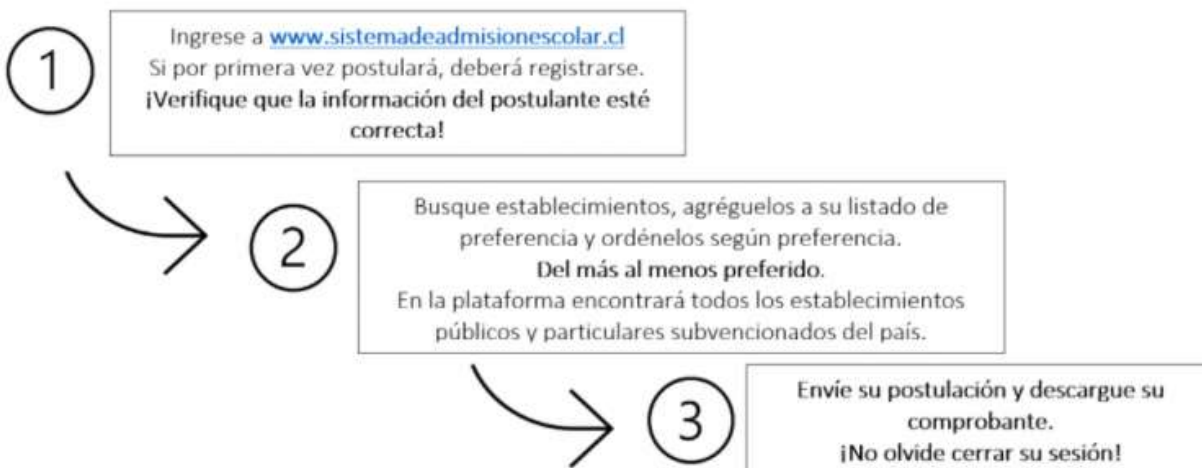 1
Ingrese a www.sistemadeadmisionescolar.cl
Si por primera vez postulará, deberá registrarse.
¡Verifique que la información del postulante esté
correcta!
2
Busque establecimientos, agréguelos a su listado de
preferencia y ordénelos según preferencia.
Del más al menos preferido.
En la plataforma encontrará todos los establecimientos
públicos y particulares subvencionados del país.
3
Envíe su postulación y descargue su
comprobante.
¡No olvide cerrar su sesión!